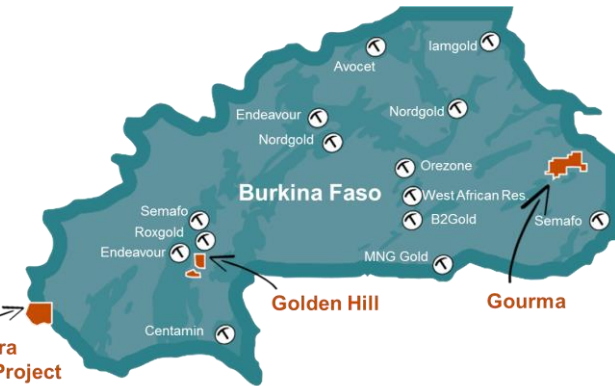 Iamgold
Avocet
Endeavour
Nordgold
Nordgold
Orezone
Burkina Faso
West African Res.
Semafo
B2Gold
Semafo
Roxgold
Endeavour
MNG Gold
Golden Hill
Gourma
Centamin
ra
Project